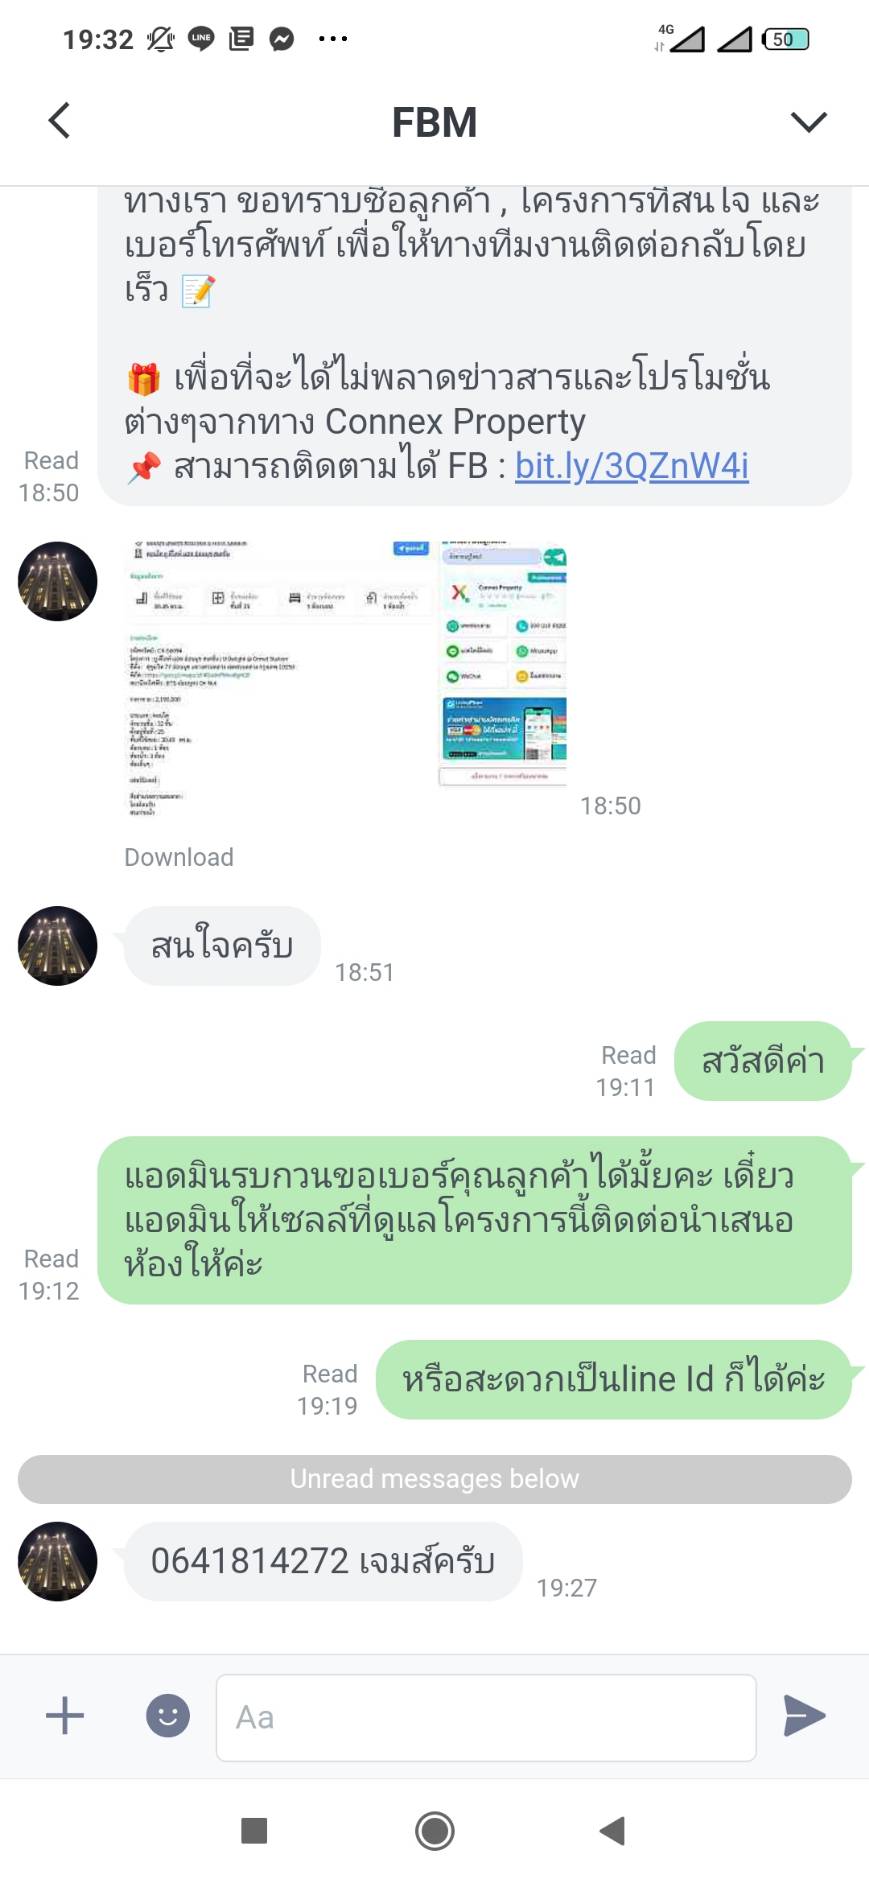 19:32
LINE
4G
50
FBM
ทางเรา ขอทราบชื่อลูกค้า , โครงการที่สนใจ และ
เบอร์โทรศัพท์ เพื่อให้ทางทีมงานติดต่อกลับโดย
เร็ว 📝
🎁 เพื่อที่จะได้ไม่พลาดข่าวสารและโปรโมชั่น
ต่างๆจากทาง Connex Property
📌 สามารถติดตามได้ FB : bit.ly/3QZnW4i
Read
18:50
Connex Property
WhatsApp
WeChat
18:50
Download
สนใจครับ
18:51
สวัสดีค่า
Read
19:11
แอดมินรบกวนขอเบอร์คุณลูกค้าได้มั้ยคะ เดี๋ยว
แอดมินให้เซลล์ที่ดูแลโครงการนี้ติดต่อนำเสนอ
ห้องให้ค่ะ
Read
19:12
หรือสะดวกเป็นline Id ก็ได้ค่ะ
Read
19:19
Unread messages below
0641814272 เจมส์ครับ
19:27
Aa